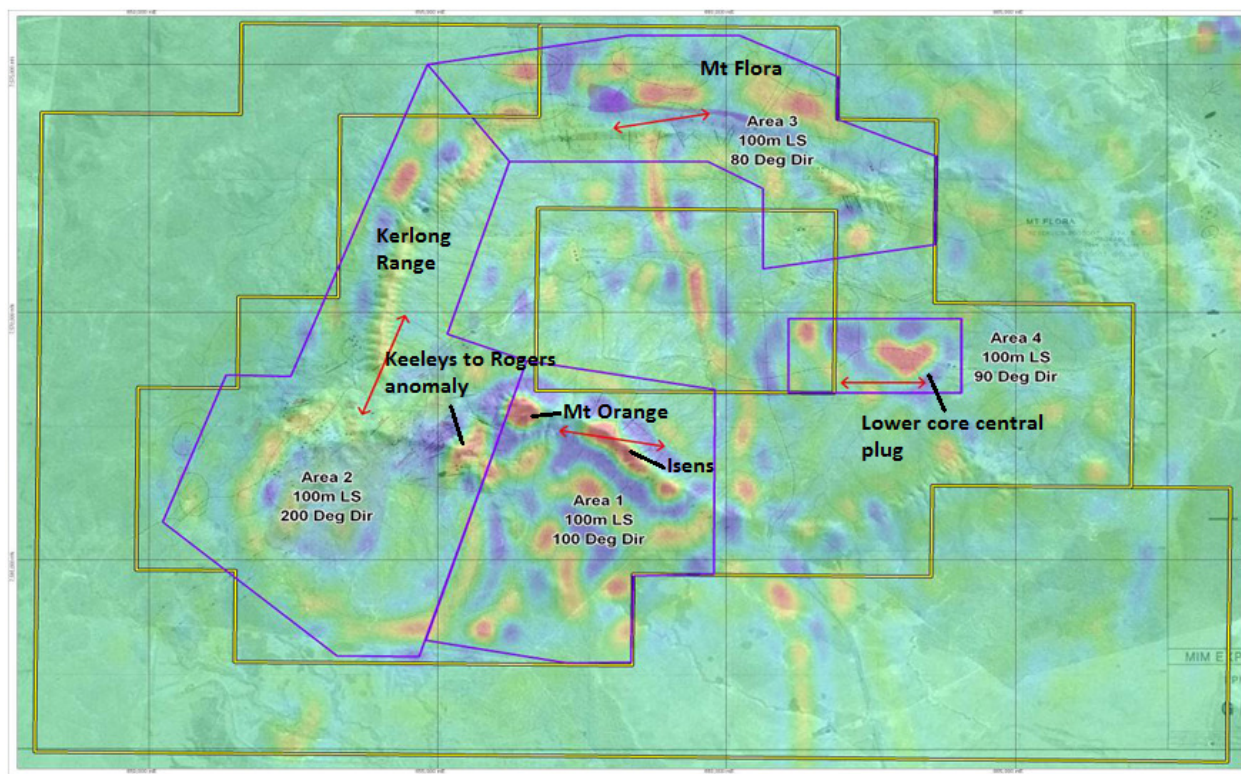 Mt Flora
Area 3
100m LS
80 Deg Dir
MT FLORA
Kerlong
Range
Keeleys to Rogers
anomaly
Mt Orange
Isens
Area 4
100m LS
90 Deg Dir
Lower core central
plug
Area 2
100m LS
200 Deg Dir
Area 1
100m LS
100 Deg Dir
MIM EXP